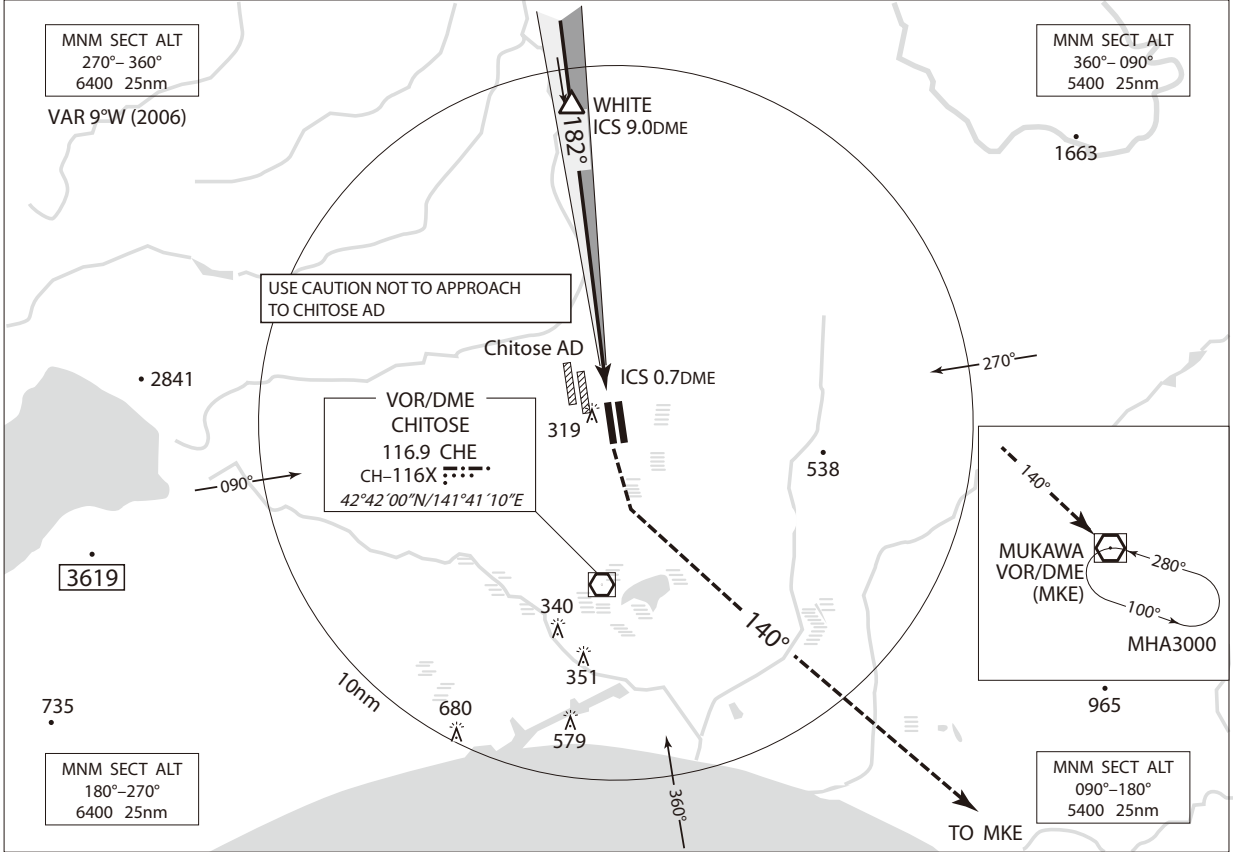 MNM SECT ALT
270°– 360°
6400 25nm
VAR 9°W (2006)
MNM SECT ALT
360°– 090°
5400 25nm
WHITE
ICS 9.0DME
182°
1663
USE CAUTION NOT TO APPROACH
TO CHITOSE AD
Chitose AD
ICS 0.7DME
270°
2841
VOR/DME
CHITOSE
116.9 CHE
CH–116X
42°42´00”N/141°41´10”E
319
538
090°
3619
140°
MUKAWA
VOR/DME
(MKE)
280°
100°
MHA3000
340
351
140°
10nm
735
680
579
965
360°
MNM SECT ALT
180°–270°
6400 25nm
MNM SECT ALT
090°–180°
5400 25nm
TO MKE